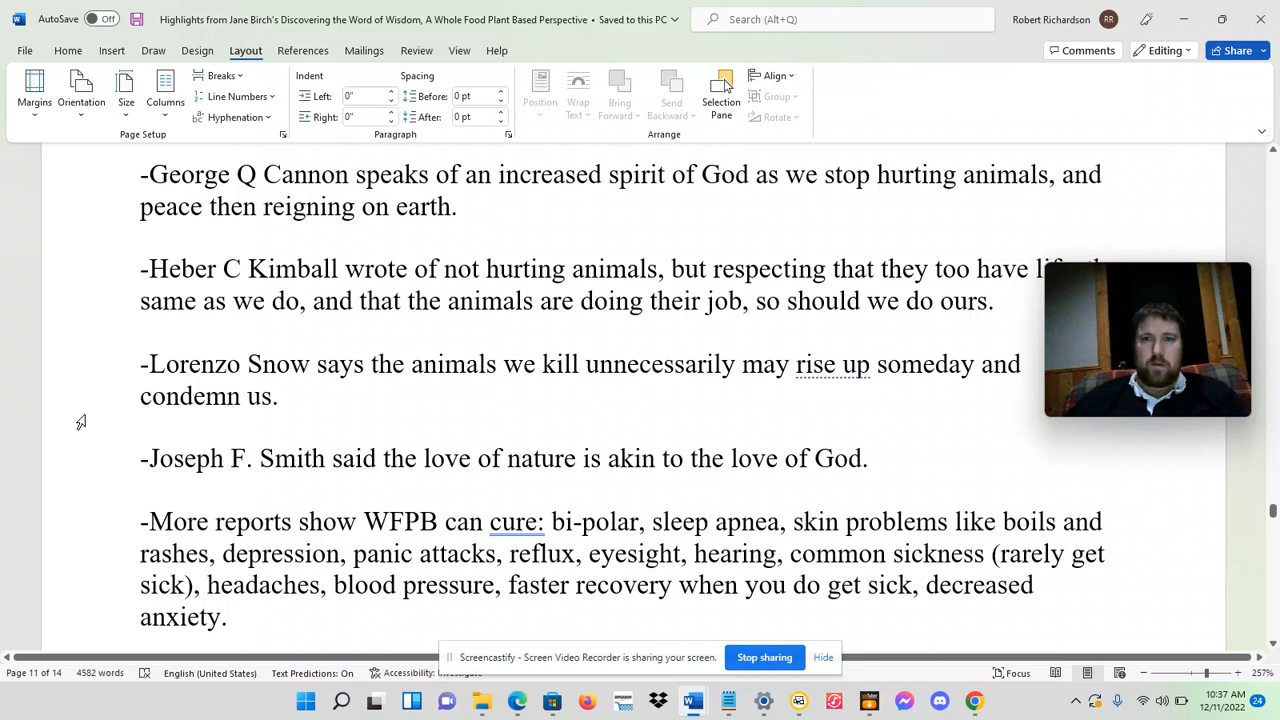 AutoSave Off Highlights from Jane Birch's Discovering the Word of Wisdom, A Whole Food Plant Based Perspective • Saved to this PC Search (Alt+Q) Robert Richardson RR
File Home Insert Draw Design Layout References Mailings Review View Help Comments Editing Share
Margins Orientation Size Columns Breaks Line Numbers Hyphenation Page Setup
Indent Spacing
Left: 0" Before: 0 pt
Right: 0" After: 0 pt
Paragraph
Position Wrap Text Bring Forward Send Backward Selection Pane Align Group Rotate Arrange
-George Q Cannon speaks of an increased spirit of God as we stop hurting animals, and
peace then reigning on earth.
-Heber C Kimball wrote of not hurting animals, but respecting that they too have
same as we do, and that the animals are doing their job, so should we do ours.
-Lorenzo Snow says the animals we kill unnecessarily may rise up someday and
condemn us.
-Joseph F. Smith said the love of nature is akin to the love of God.
-More reports show WFPB can cure: bi-polar, sleep apnea, skin problems like boils and
rashes, depression, panic attacks, reflux, eyesight, hearing, common sickness (rarely get
sick), headaches, blood pressure, faster recovery when you do get sick, decreased
anxiety.
Screencastify - Screen Video Recorder is sharing your screen. Stop sharing Hide
Page 11 of 14 4582 words English (United States) Text Predictions: On Accessibility: Investigate Focus 257%
10:37 AM
12/11/2022 24